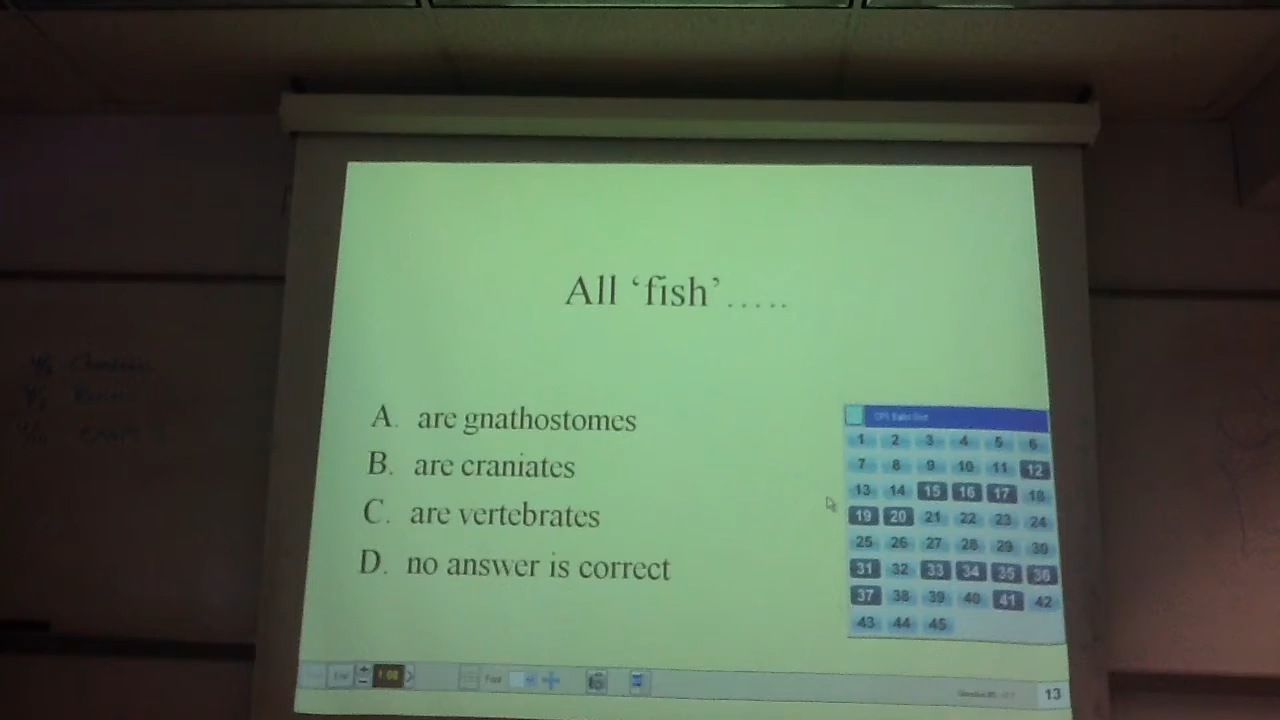 All ‘fish’.....
A. are gnathostomes
B. are craniates
C. are vertebrates
D. no answer is correct
1 2 3 4 5 6
7 8 9 10 11 12
13 14 15 16 17 18
19 20 21 22 23 24
25 26 27 28 29 30
31 32 33 34 35 36
37 38 39 40 41 42
43 44 45
End
13